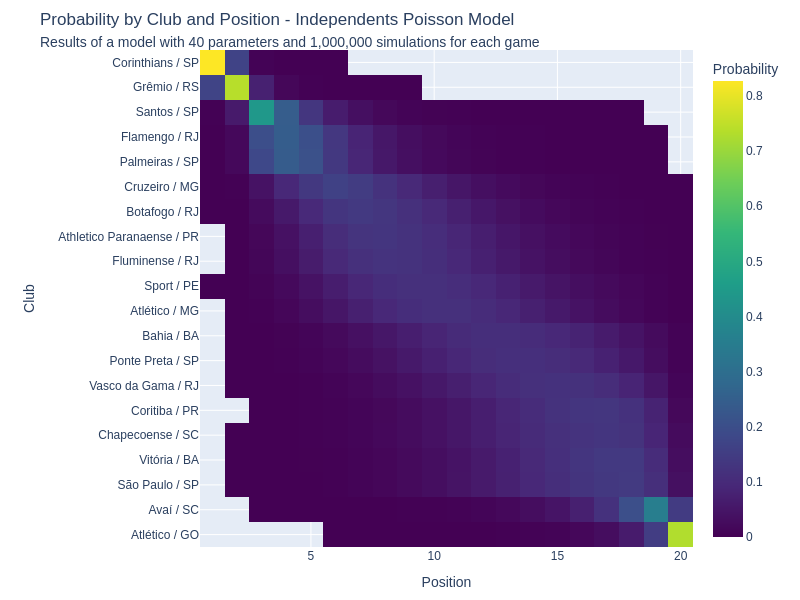 Probability by Club and Position - Independents Poisson Model
Results of a model with 40 parameters and 1,000,000 simulations for each game
Probability
Corinthians / SP
Grêmio / RS
Santos / SP
Flamengo / RJ
Palmeiras / SP
Cruzeiro / MG
Botafogo / RJ
Athletico Paranaense / PR
Fluminense / RJ
Sport / PE
Atlético / MG
Bahia / BA
Ponte Preta / SP
Vasco da Gama / RJ
Coritiba / PR
Chapecoense / SC
Vitória / BA
São Paulo / SP
Avaí / SC
Atlético / GO
Club
5
10
15
20
Position
0.8
0.7
0.6
0.5
0.4
0.3
0.2
0.1
0